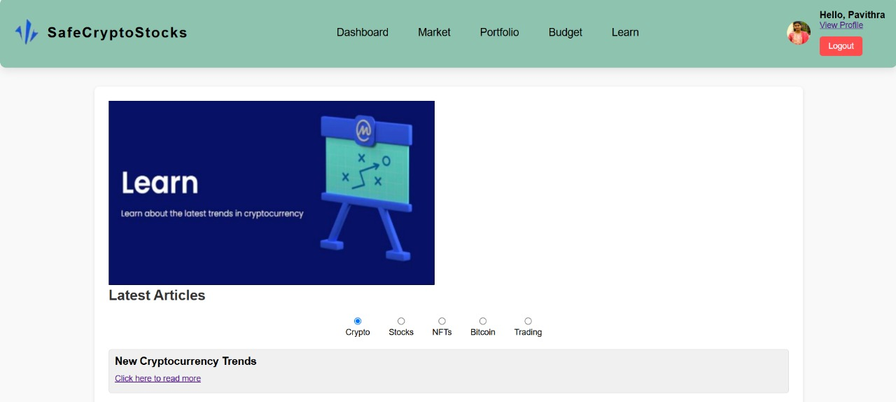 SafeCryptoStocks
Dashboard
Market
Portfolio
Budget
Learn
Hello, Pavithra
View Profile
Logout
Learn
Learn about the latest trends in cryptocurrency
Latest Articles
Crypto
Stocks
NFTs
Bitcoin
Trading
New Cryptocurrency Trends
Click here to read more